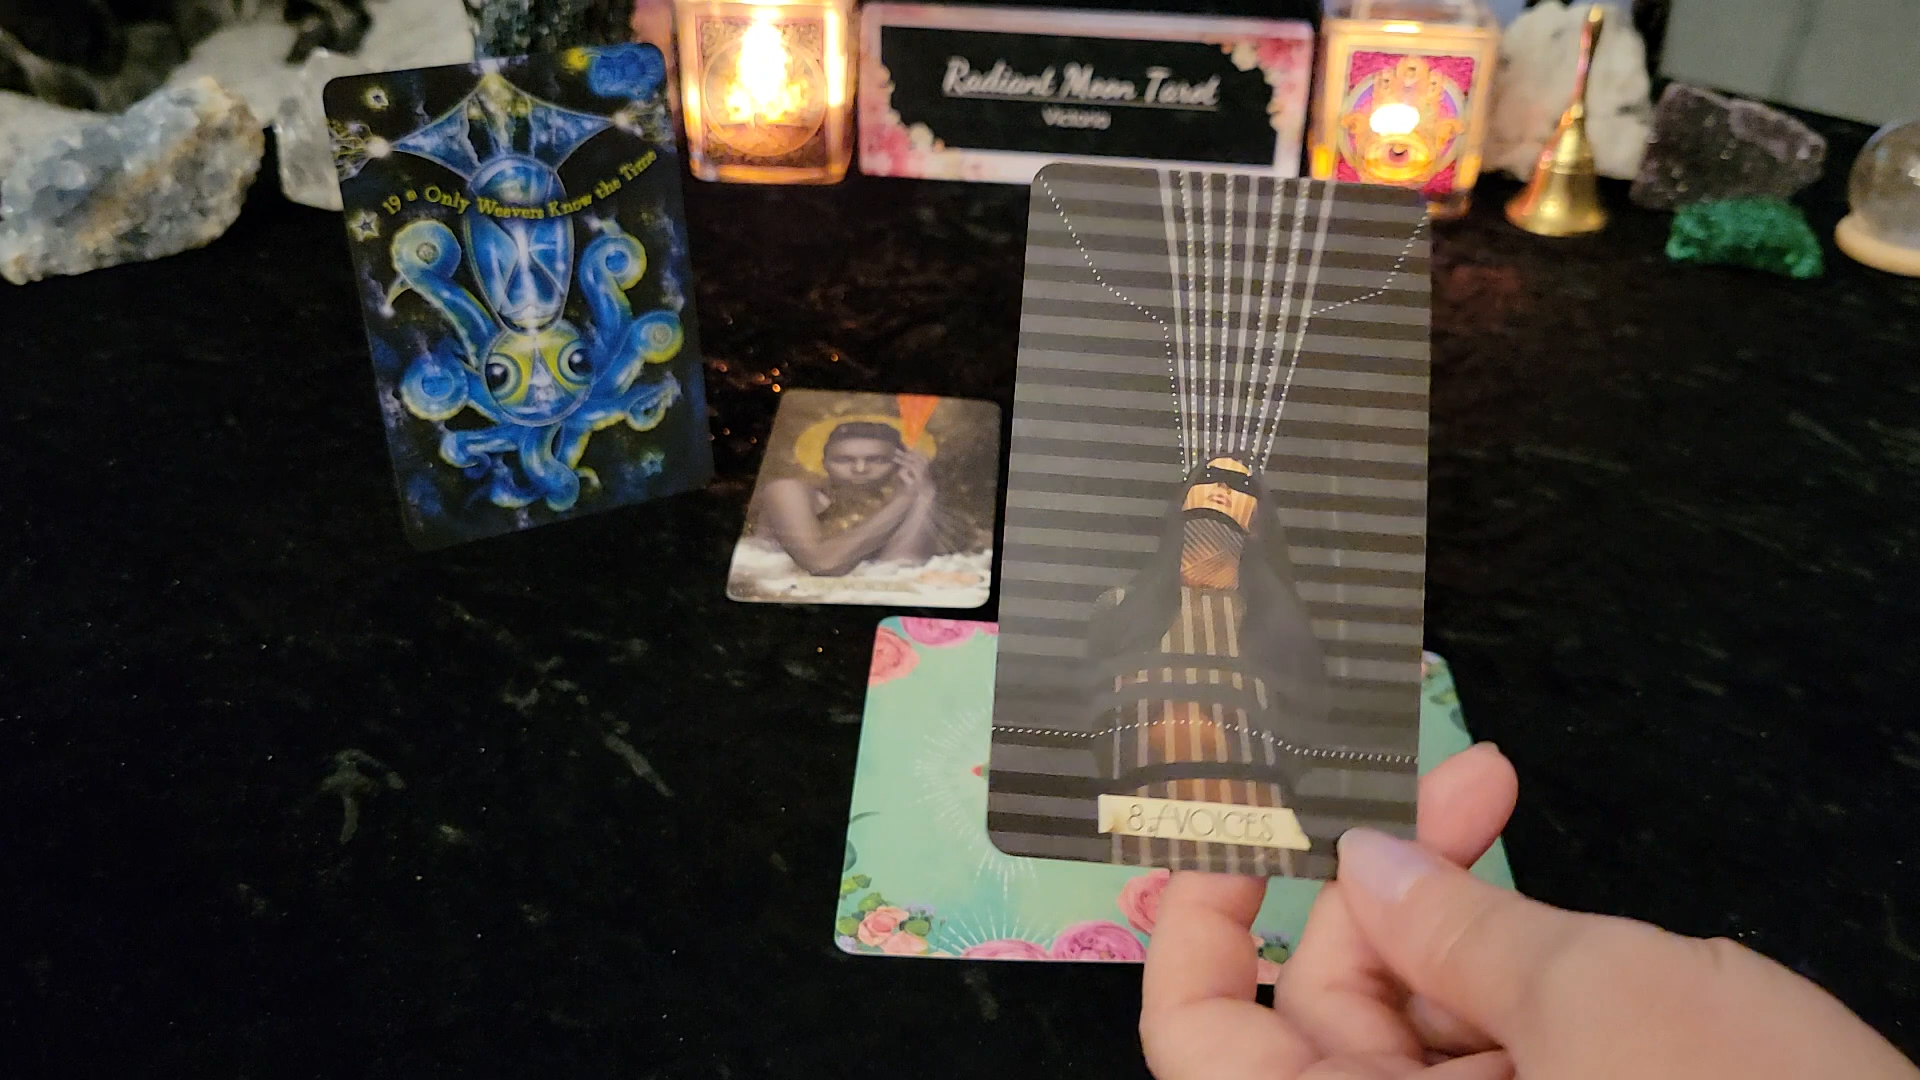 Radiant Moon Tarot
Victoria
19 Only Weavers Know the Time
8. VOICES